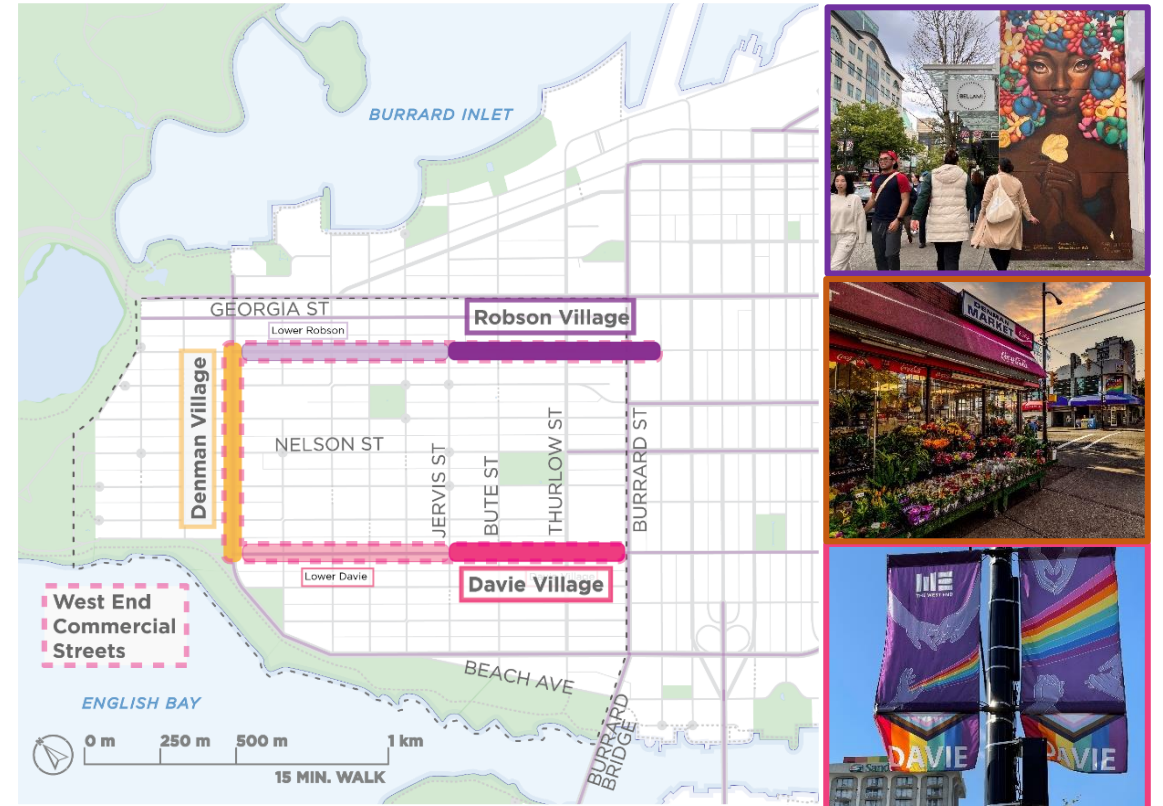 BURRARD INLET
GEORGIA ST
Robson Village
Lower Robson
Denman Village
NELSON ST
JERVIS ST
BUTE ST
THURLOW ST
BURRARD ST
Lower Davie
Davie Village
West End
Commercial
Streets
BEACH AVE
ENGLISH BAY
BURRARD
BRIDGE
0 m
250 m
500 m
1 km
15 MIN. WALK
DENMAN
MARKET
Coca-Cola
THE WEST END
DAVIE
DAVIE